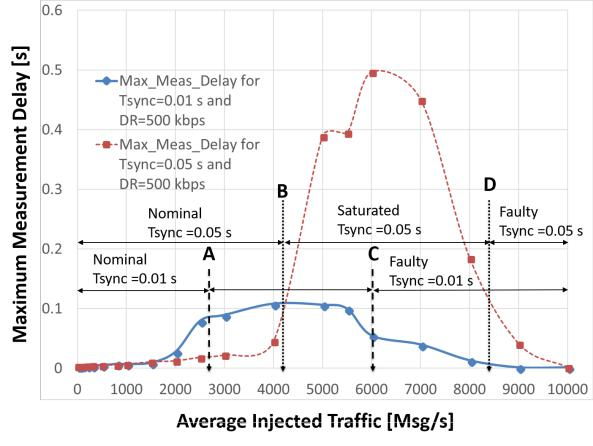 0.6
0.5
0.4
0.3
0.2
0.1
0
Maximum Measurement Delay [s]
Max_Meas_Delay for
Tsync=0.01 s and
DR=500 kbps
Max_Meas_Delay for
Tsync=0.05 s and
DR=500 kbps
B
D
Nominal
Tsync =0.05 s
Saturated
Tsync =0.05 s
Faulty
Tsync =0.05 s
A
C
Nominal
Tsync =0.01 s
Faulty
Tsync =0.01 s
0 1000 2000 3000 4000 5000 6000 7000 8000 9000 10000
Average Injected Traffic [Msg/s]